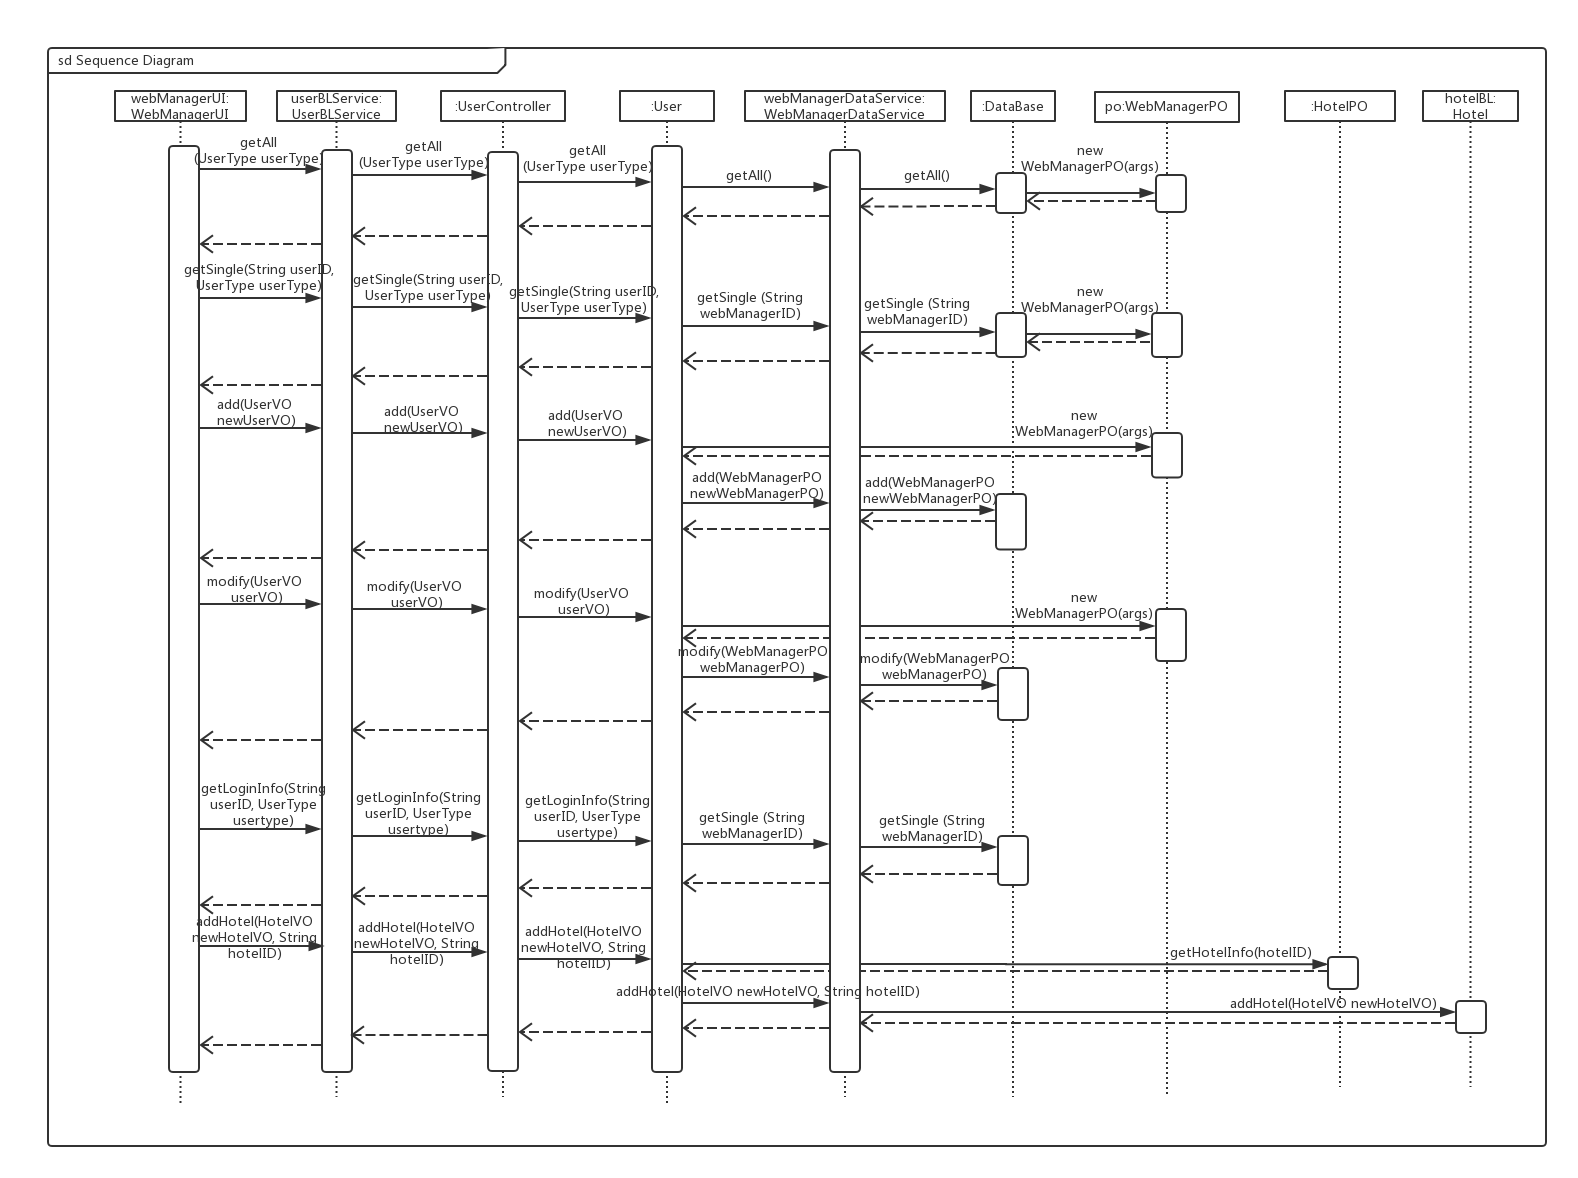 sd Sequence Diagram
webManagerUI:
WebManagerUI
userBLService:
UserBLService
:UserController
:User
webManagerDataService:
WebManagerDataService
:DataBase
po:WebManagerPO
:HotelPO
hotelBL:
Hotel
getAll
(UserType userType)
getAll
(UserType userType)
getAll
(UserType userType)
getAll()
getAll()
new
WebManagerPO(args)
getSingle(String userID,
UserType userType)
getSingle(String userID,
UserType userType)
getSingle(String userID,
UserType userType)
getSingle (String
webManagerID)
getSingle (String
webManagerID)
new
WebManagerPO(args)
add(UserVO
newUserVO)
add(UserVO
newUserVO)
add(UserVO
newUserVO)
new
WebManagerPO(args)
add(WebManagerPO
newWebManagerPO)
add(WebManagerPO
newWebManagerPO)
modify(UserVO
userVO)
modify(UserVO
userVO)
modify(UserVO
userVO)
new
WebManagerPO(args)
modify(WebManagerPO
webManagerPO)
modify(WebManagerPO
webManagerPO)
getLoginInfo(String
userID, UserType
usertype)
getLoginInfo(String
userID, UserType
usertype)
getLoginInfo(String
userID, UserType
usertype)
getSingle (String
webManagerID)
getSingle (String
webManagerID)
addHotel(HotelVO
newHotelVO, String
hotelID)
addHotel(HotelVO
newHotelVO, String
hotelID)
addHotel(HotelVO
newHotelVO, String
hotelID)
getHotelInfo(hotelID)
addHotel(HotelVO newHotelVO, String hotelID)
addHotel(HotelVO newHotelVO)